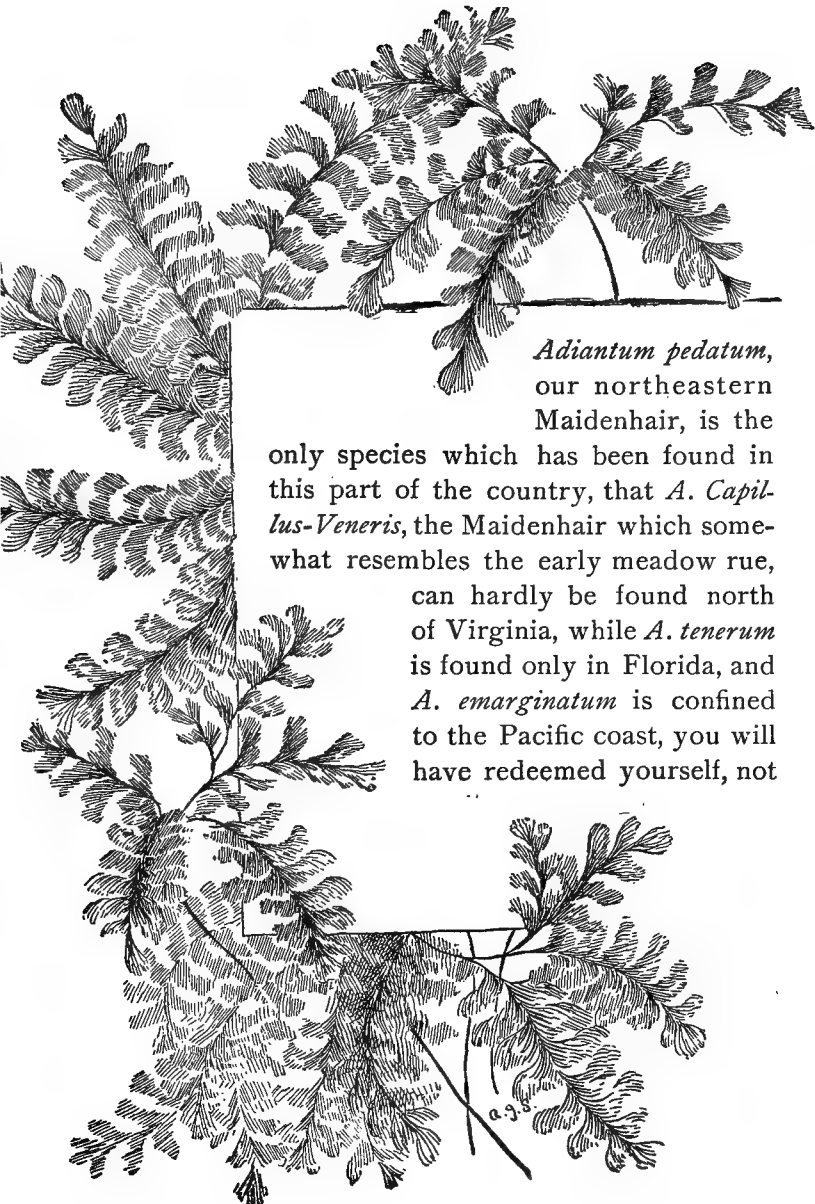 Adiantum pedatum,
our northeastern
Maidenhair, is the
only species which has been found in
this part of the country, that A. Capil-
lus-Veneris, the Maidenhair which some-
what resembles the early meadow rue,
can hardly be found north
of Virginia, while A. tenerum
is found only in Florida, and
A. emarginatum is confined
to the Pacific coast, you will
have redeemed yourself, not
a.g.s.